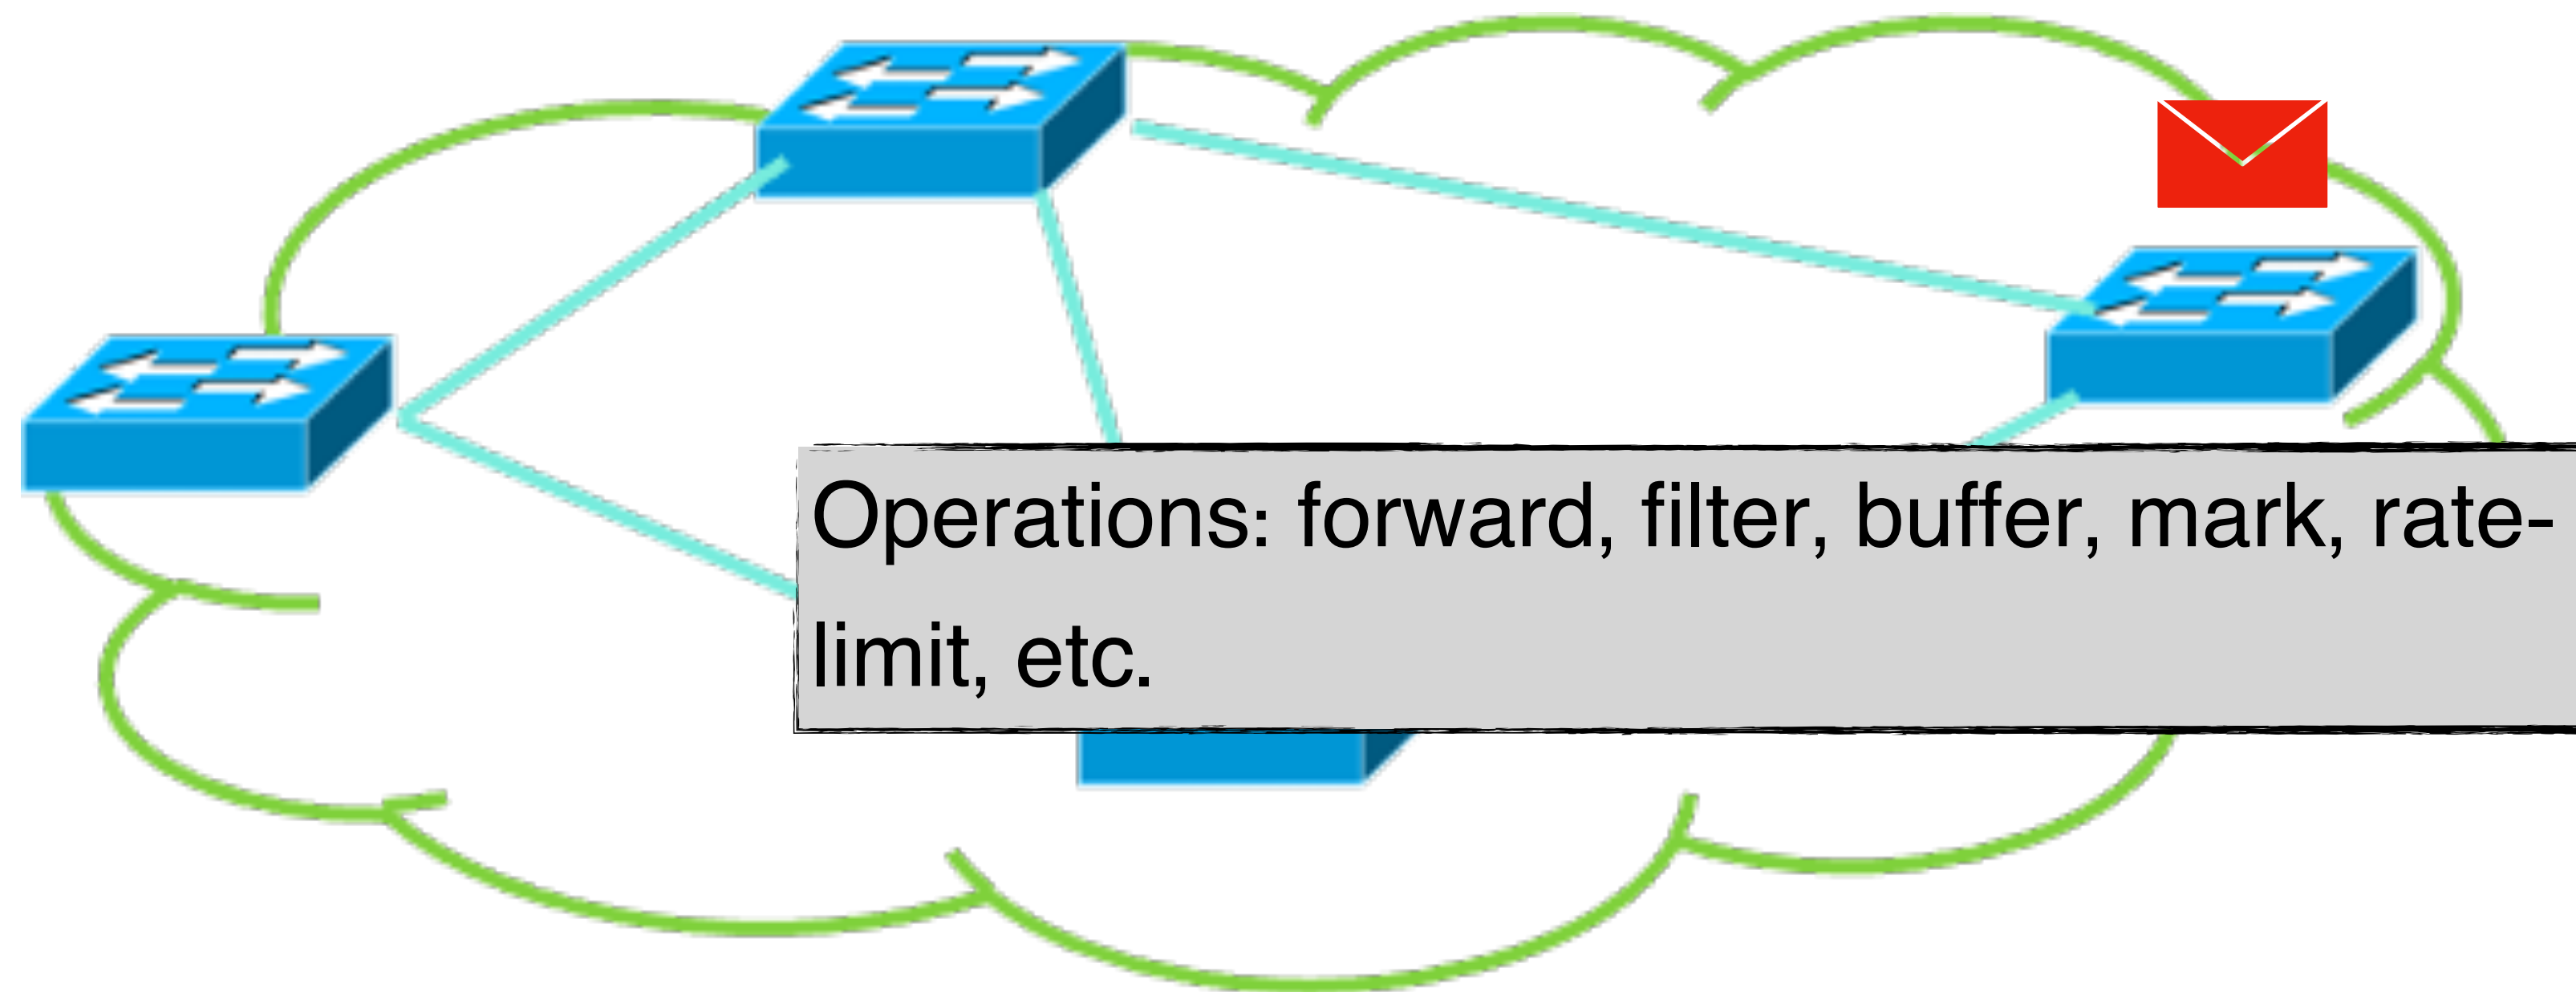 Operations: forward, filter, buffer, mark, rate-
limit, etc.